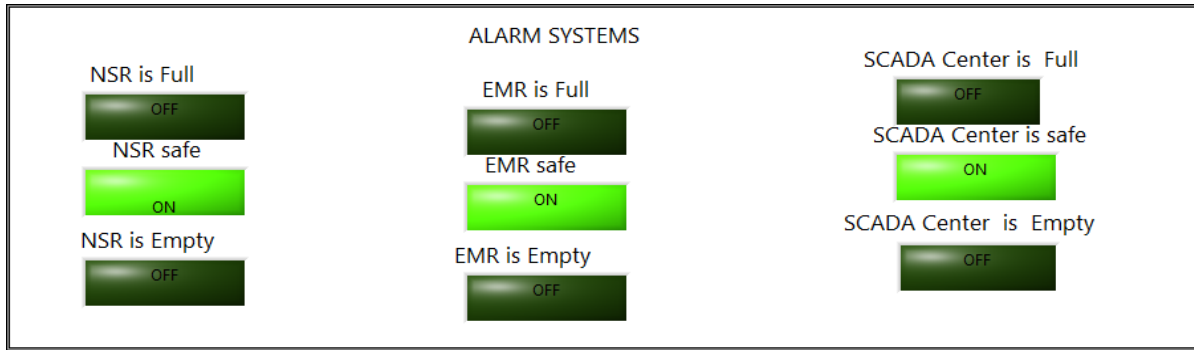 ALARM SYSTEMS
NSR is Full
OFF
NSR safe
ON
NSR is Empty
OFF
EMR is Full
OFF
EMR safe
ON
EMR is Empty
OFF
SCADA Center is  Full
OFF
SCADA Center is safe
ON
SCADA Center  is  Empty
OFF